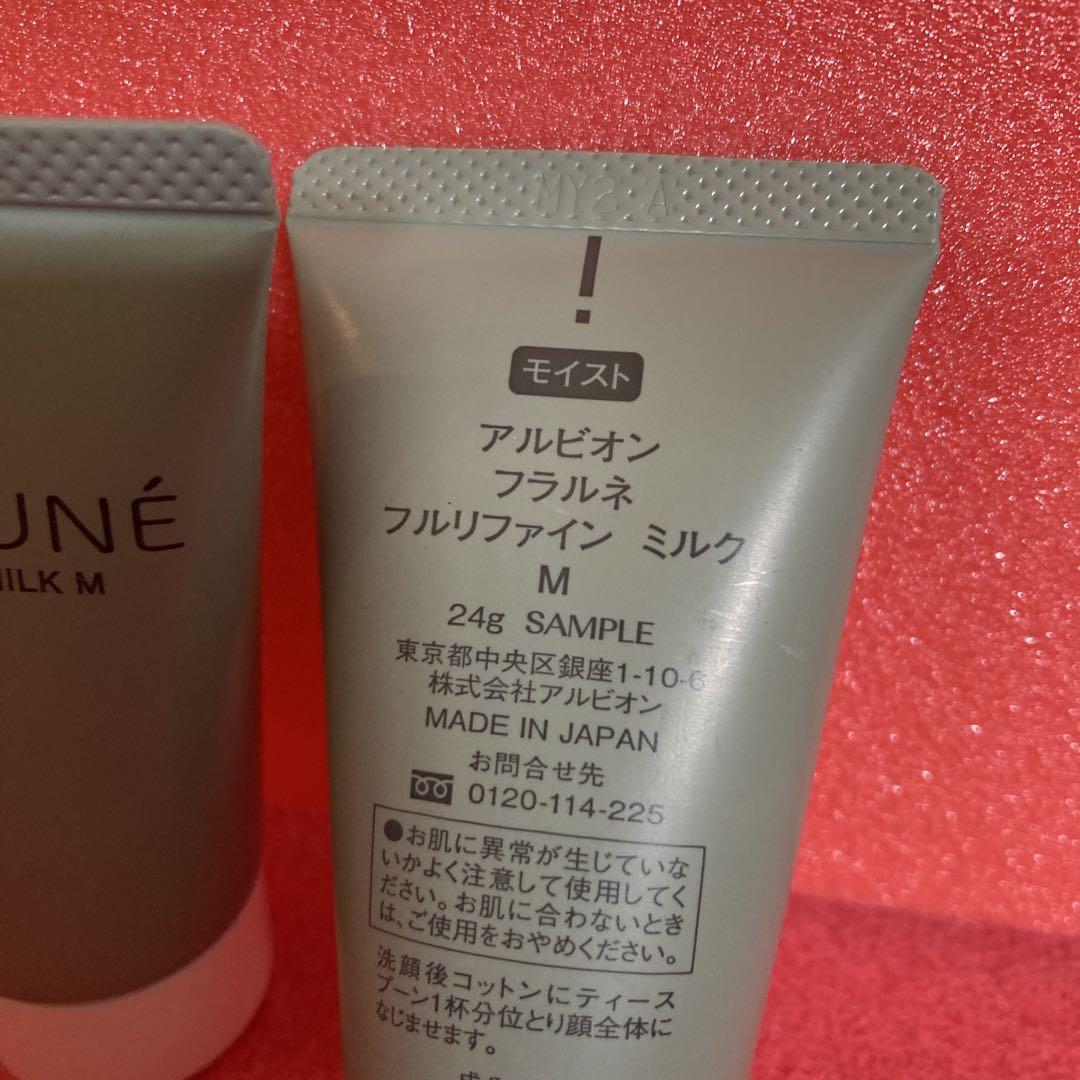 UNÉ
MILK M
A SYM
!
モイスト
アルビオン
フラルネ
フルリファイン ミルク
M
24g SAMPLE
東京都中央区銀座1-10-6
株式会社アルビオン
MADE IN JAPAN
お問合せ先
0120-114-225
●お肌に異常が生じていな
いかよく注意して使用してく
ださい。お肌に合わないとき
は、ご使用をおやめください。
洗顔後コットンにティース
プーン1杯分位とり顔全体に
なじませます。